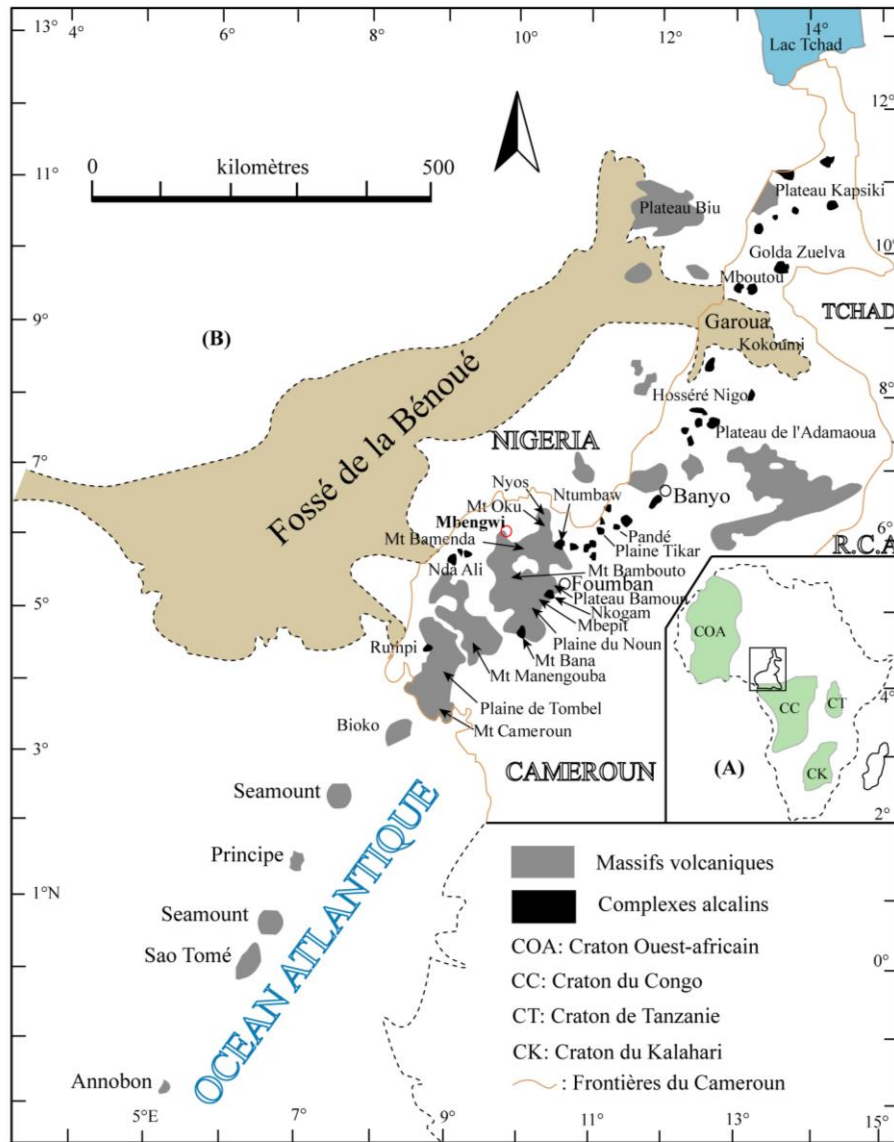 13°
4°
6°
8°
10°
12°
14°
Lac Tchad
12°
0
kilomètres
500
11°
Plateau Kapsiki
Plateau Biu
10°
Golda Zuelva
Mboutou
TCHAD
9°
(B)
Garoua
Kokoumi
8°
Hosséré Nigo
Plateau de l'Adamaoua
Fossé de la Bénoué
NIGERIA
7°
Nyos
Ntumbaw
Banyo
Mt Oku
Mbengwi
6°
Mt Bamenda
Pandé
Plaine Tikar
R.C.A
Nda Ali
Mt Bambouto
Foumban
Plateau Bamoun
5°
Nkogam
Mbepit
Plaine du Noun
Rumpi
Mt Bana
Mt Manengouba
COA
4°
CC
CT
Plaine de Tombel
Bioko
Mt Cameroun
3°
CAMEROUN
(A)
CK
2°
Seamount
OCEAN ATLANTIQUE
Principe
Massifs volcaniques
1°N
Complexes alcalins
Seamount
COA: Craton Ouest-africain
Sao Tomé
0°
CC: Craton du Congo
CT: Craton de Tanzanie
CK: Craton du Kalahari
Annobon
: Frontières du Cameroun
5°E
7°
9°
11°
13°
15°